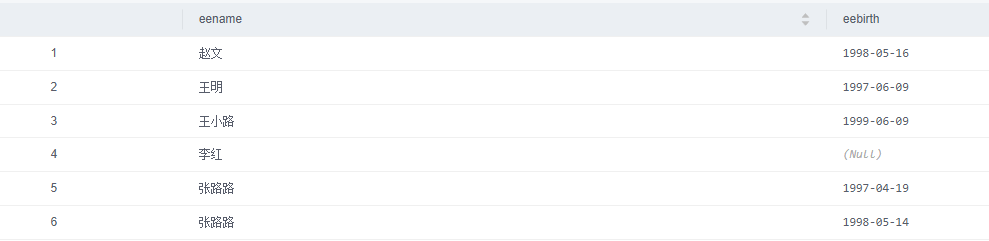 eename eebirth
1 赵文 1998-05-16
2 王明 1997-06-09
3 王小路 1999-06-09
4 李红 (Null)
5 张路路 1997-04-19
6 张路路 1998-05-14